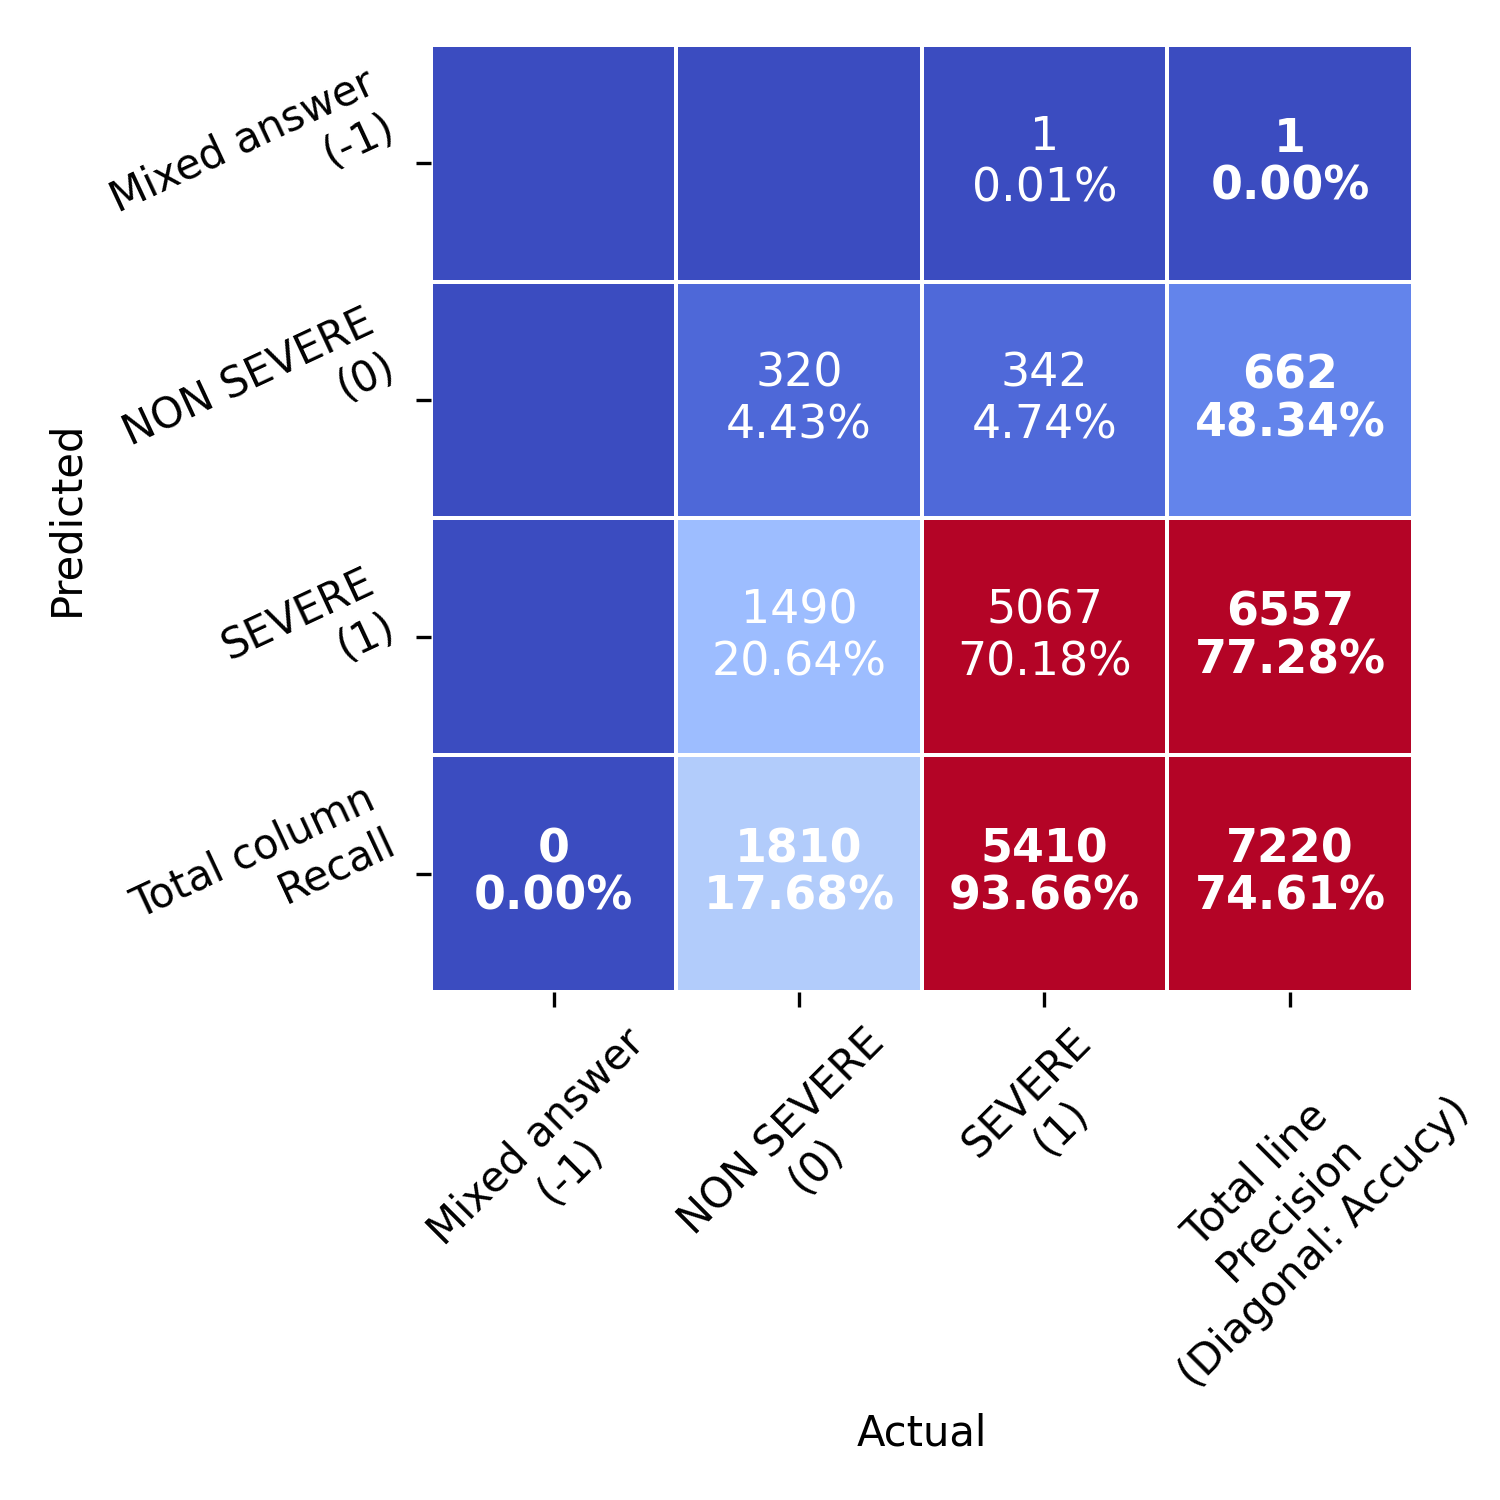 Mixed answer
(-1)
1
0.01%
1
0.00%
NON SEVERE
(0)
320
4.43%
342
4.74%
662
48.34%
Predicted
SEVERE
(1)
1490
20.64%
5067
70.18%
6557
77.28%
Total column
Recall
0
0.00%
1810
17.68%
5410
93.66%
7220
74.61%
Mixed answer
(-1)
NON SEVERE
(0)
SEVERE
(1)
Total line
Precision
(Diagonal: Accucy)
Actual